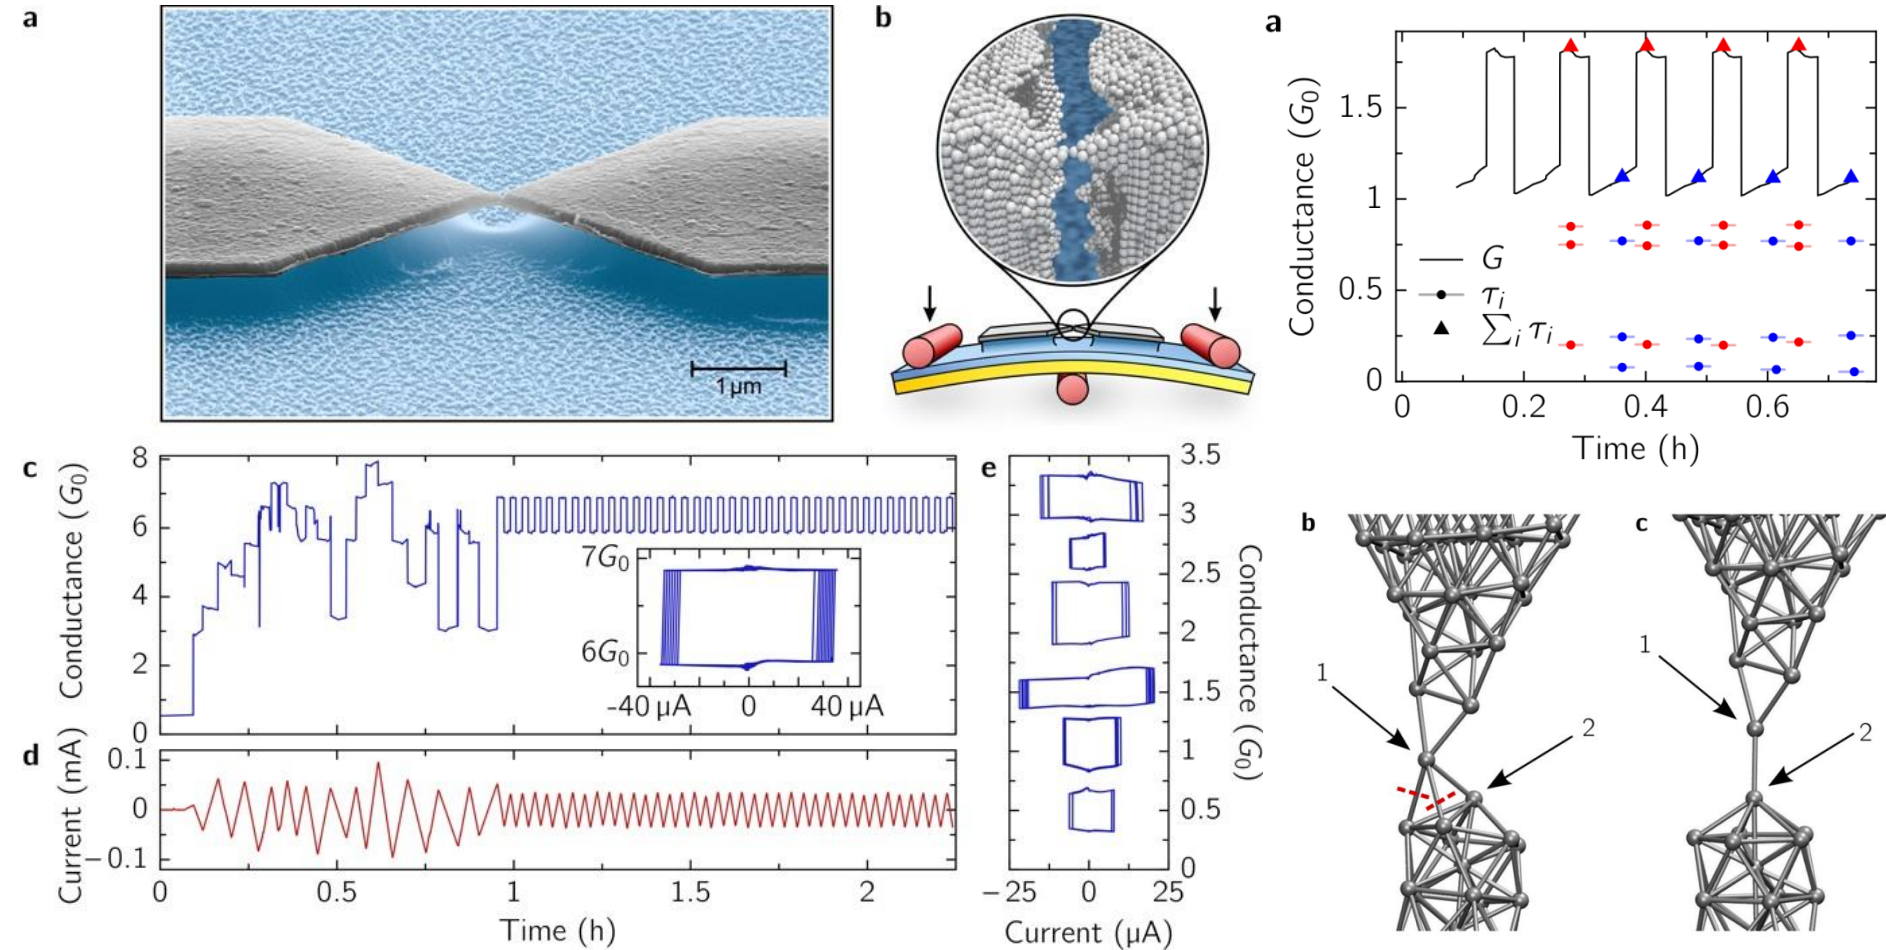 a
1 µm
b
c
Conductance (G0)
8
6
4
2
0
7G0
6G0
-40 µA
0
40 µA
d
Current (mA)
0.1
0
−0.1
0
0.5
1
1.5
2
Time (h)
e
3.5
3
2.5
2
1.5
1
0.5
0
Conductance (G0)
−25
0
25
Current (µA)
a
Conductance (G0)
1.5
1
0.5
0
G
τi
∑i τi
0
0.2
0.4
0.6
Time (h)
b
1
2
c
1
2